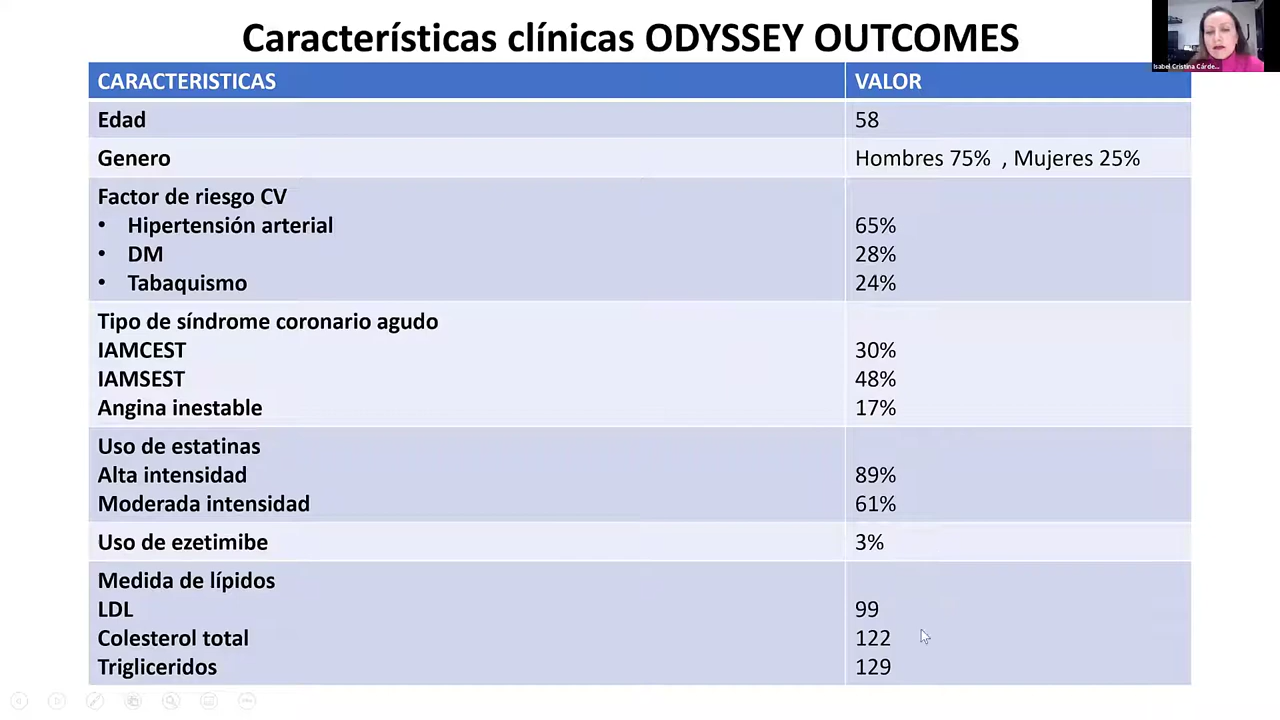 Características clínicas ODYSSEY OUTCOMES
Isabel Cristina Cárde...
CARACTERISTICAS VALOR
Edad 58
Genero Hombres 75% , Mujeres 25%
Factor de riesgo CV
• Hipertensión arterial 65%
• DM 28%
• Tabaquismo 24%
Tipo de síndrome coronario agudo
IAMCEST 30%
IAMSEST 48%
Angina inestable 17%
Uso de estatinas
Alta intensidad 89%
Moderada intensidad 61%
Uso de ezetimibe 3%
Medida de lípidos
LDL 99
Colesterol total 122
Trigliceridos 129